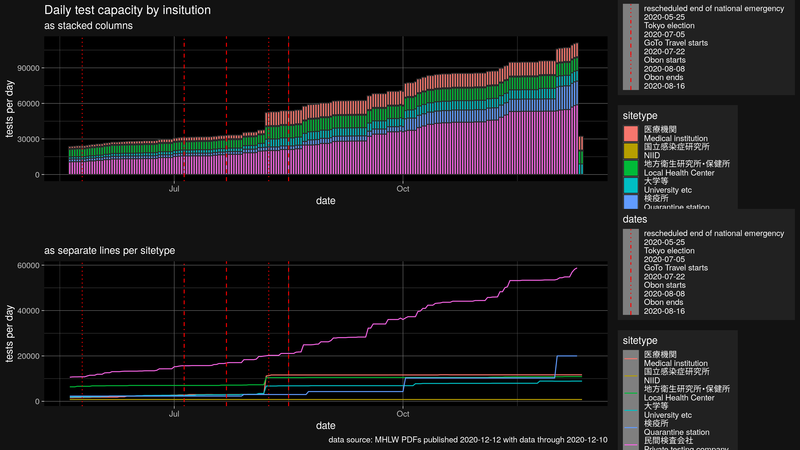 Daily test capacity by insitution
as stacked columns
tests per day
90000
60000
30000
0
Jul
Oct
date
rescheduled end of national emergency
2020-05-25
Tokyo election
2020-07-05
GoTo Travel starts
2020-07-22
Obon starts
2020-08-08
Obon ends
2020-08-16
sitetype
医療機関
Medical institution
国立感染症研究所
NIID
地方衛生研究所・保健所
Local Health Center
大学等
University etc
検疫所
Quarantine station
as separate lines per sitetype
tests per day
60000
40000
20000
0
Jul
Oct
date
dates
rescheduled end of national emergency
2020-05-25
Tokyo election
2020-07-05
GoTo Travel starts
2020-07-22
Obon starts
2020-08-08
Obon ends
2020-08-16
sitetype
医療機関
Medical institution
国立感染症研究所
NIID
地方衛生研究所・保健所
Local Health Center
大学等
University etc
検疫所
Quarantine station
民間検査会社
Private testing company
data source: MHLW PDFs published 2020-12-12 with data through 2020-12-10